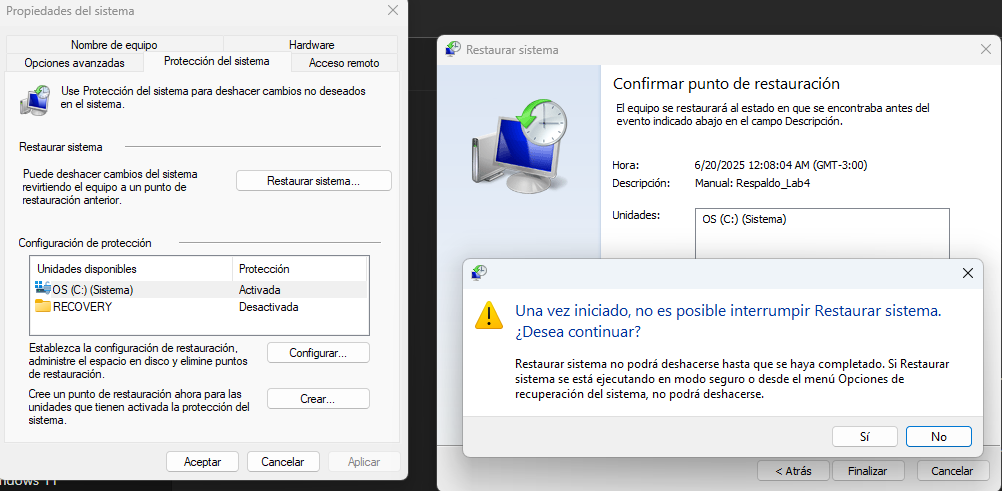 Propiedades del sistema
Nombre de equipo
Hardware
Opciones avanzadas
Protección del sistema
Acceso remoto
Use Protección del sistema para deshacer cambios no deseados
en el sistema.
Restaurar sistema
Puede deshacer cambios del sistema
revirtiendo el equipo a un punto de
restauración anterior.
Restaurar sistema...
Configuración de protección
Unidades disponibles
Protección
OS (C:) (Sistema)
Activada
RECOVERY
Desactivada
Establezca la configuración de restauración,
administre el espacio en disco y elimine puntos
de restauración.
Configurar...
Cree un punto de restauración ahora para las
unidades que tienen activada la protección del
sistema.
Crear...
Aceptar
Cancelar
Aplicar
Restaurar sistema
Confirmar punto de restauración
El equipo se restaurará al estado en que se encontraba antes del
evento indicado abajo en el campo Descripción.
Hora:
6/20/2025 12:08:04 AM (GMT-3:00)
Descripción:
Manual: Respaldo_Lab4
Unidades:
OS (C:) (Sistema)
Una vez iniciado, no es posible interrumpir Restaurar sistema.
¿Desea continuar?
Restaurar sistema no podrá deshacerse hasta que se haya completado. Si Restaurar
sistema se está ejecutando en modo seguro o desde el menú Opciones de
recuperación del sistema, no podrá deshacerse.
Sí
No
< Atrás
Finalizar
Cancelar